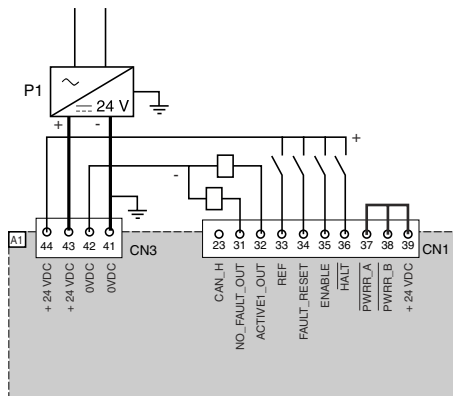 P1
24 V
+ -
+
-
A1
44 43 42 41
CN3
23 31 32 33 34 35 36 37 38 39
CN1
+ 24 VDC
+ 24 VDC
0VDC
0VDC
CAN_H
NO_FAULT_OUT
ACTIVE1_OUT
REF
FAULT_RESET
ENABLE
HALT
PWRR_A
PWRR_B
+ 24 VDC